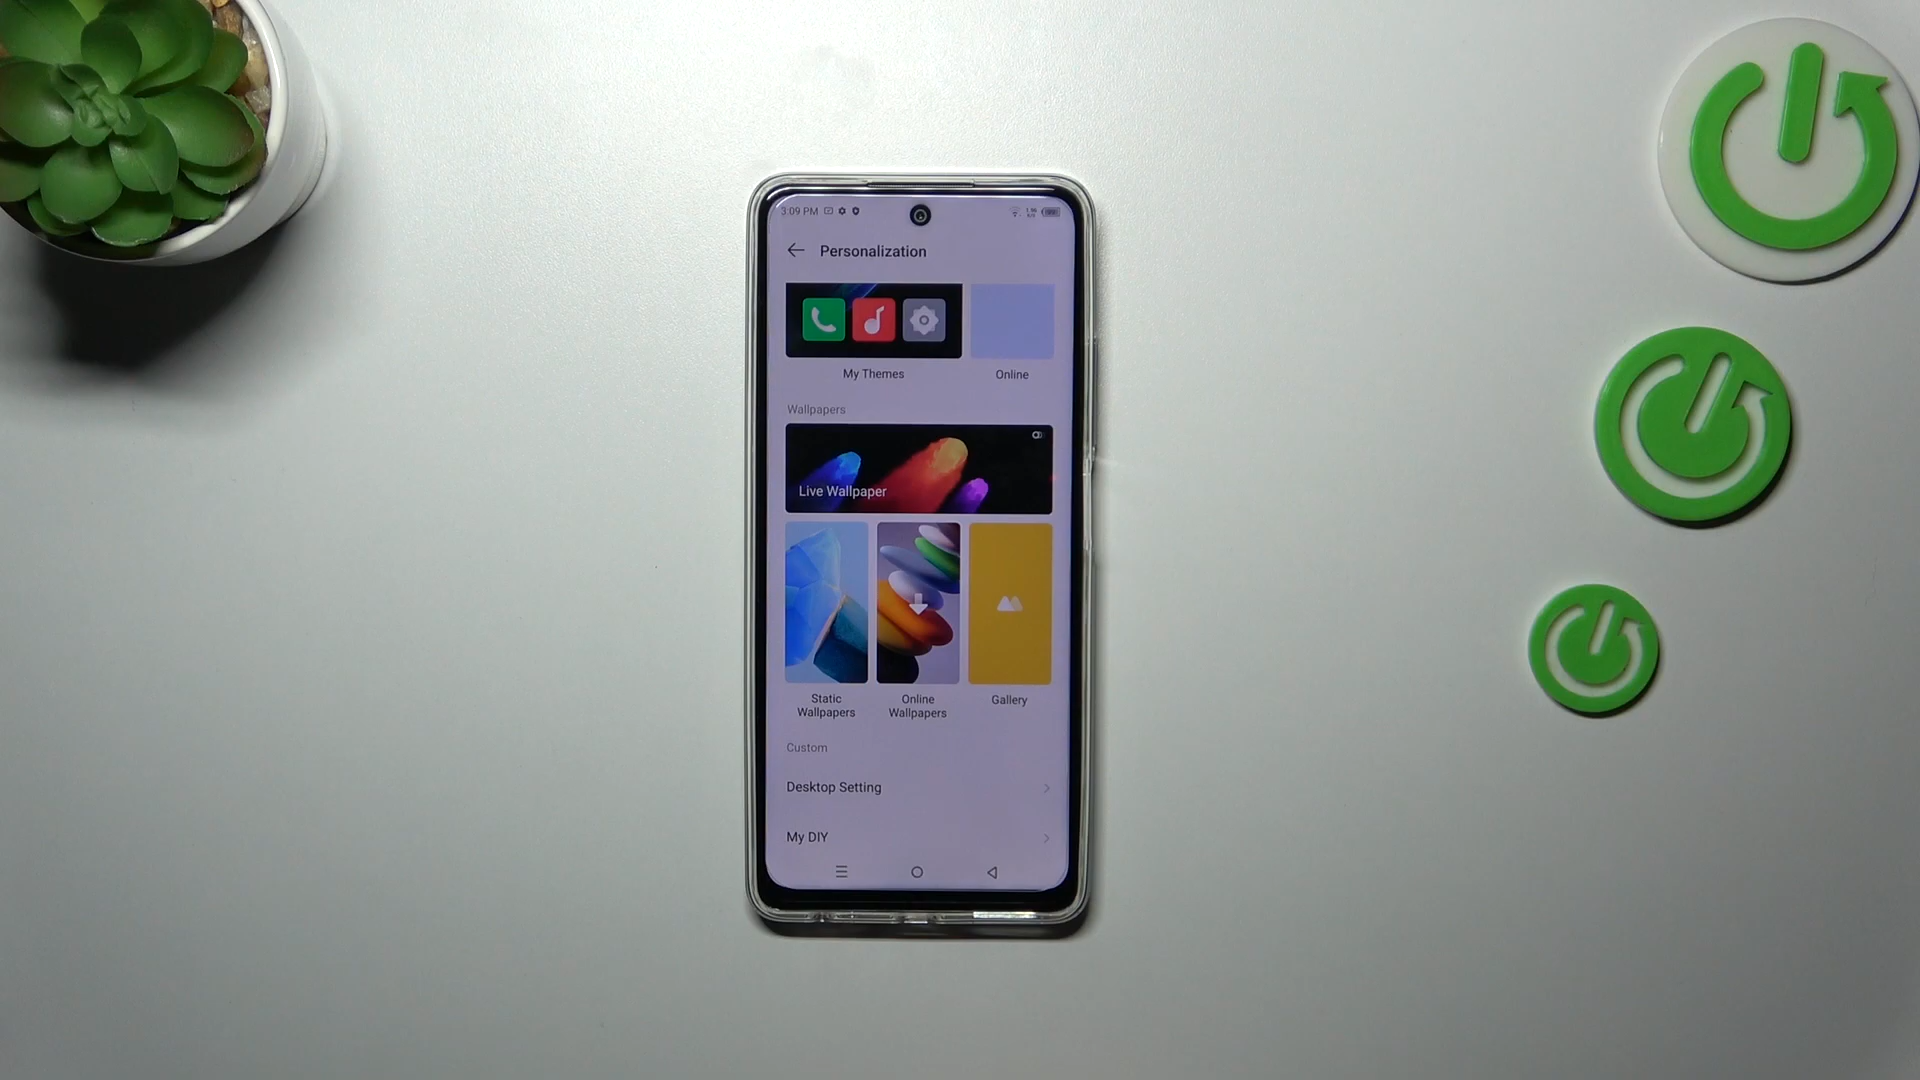 3:09 PM
Personalization
My Themes
Online
Wallpapers
Live Wallpaper
Static
Wallpapers
Online
Wallpapers
Gallery
Custom
Desktop Setting
My DIY